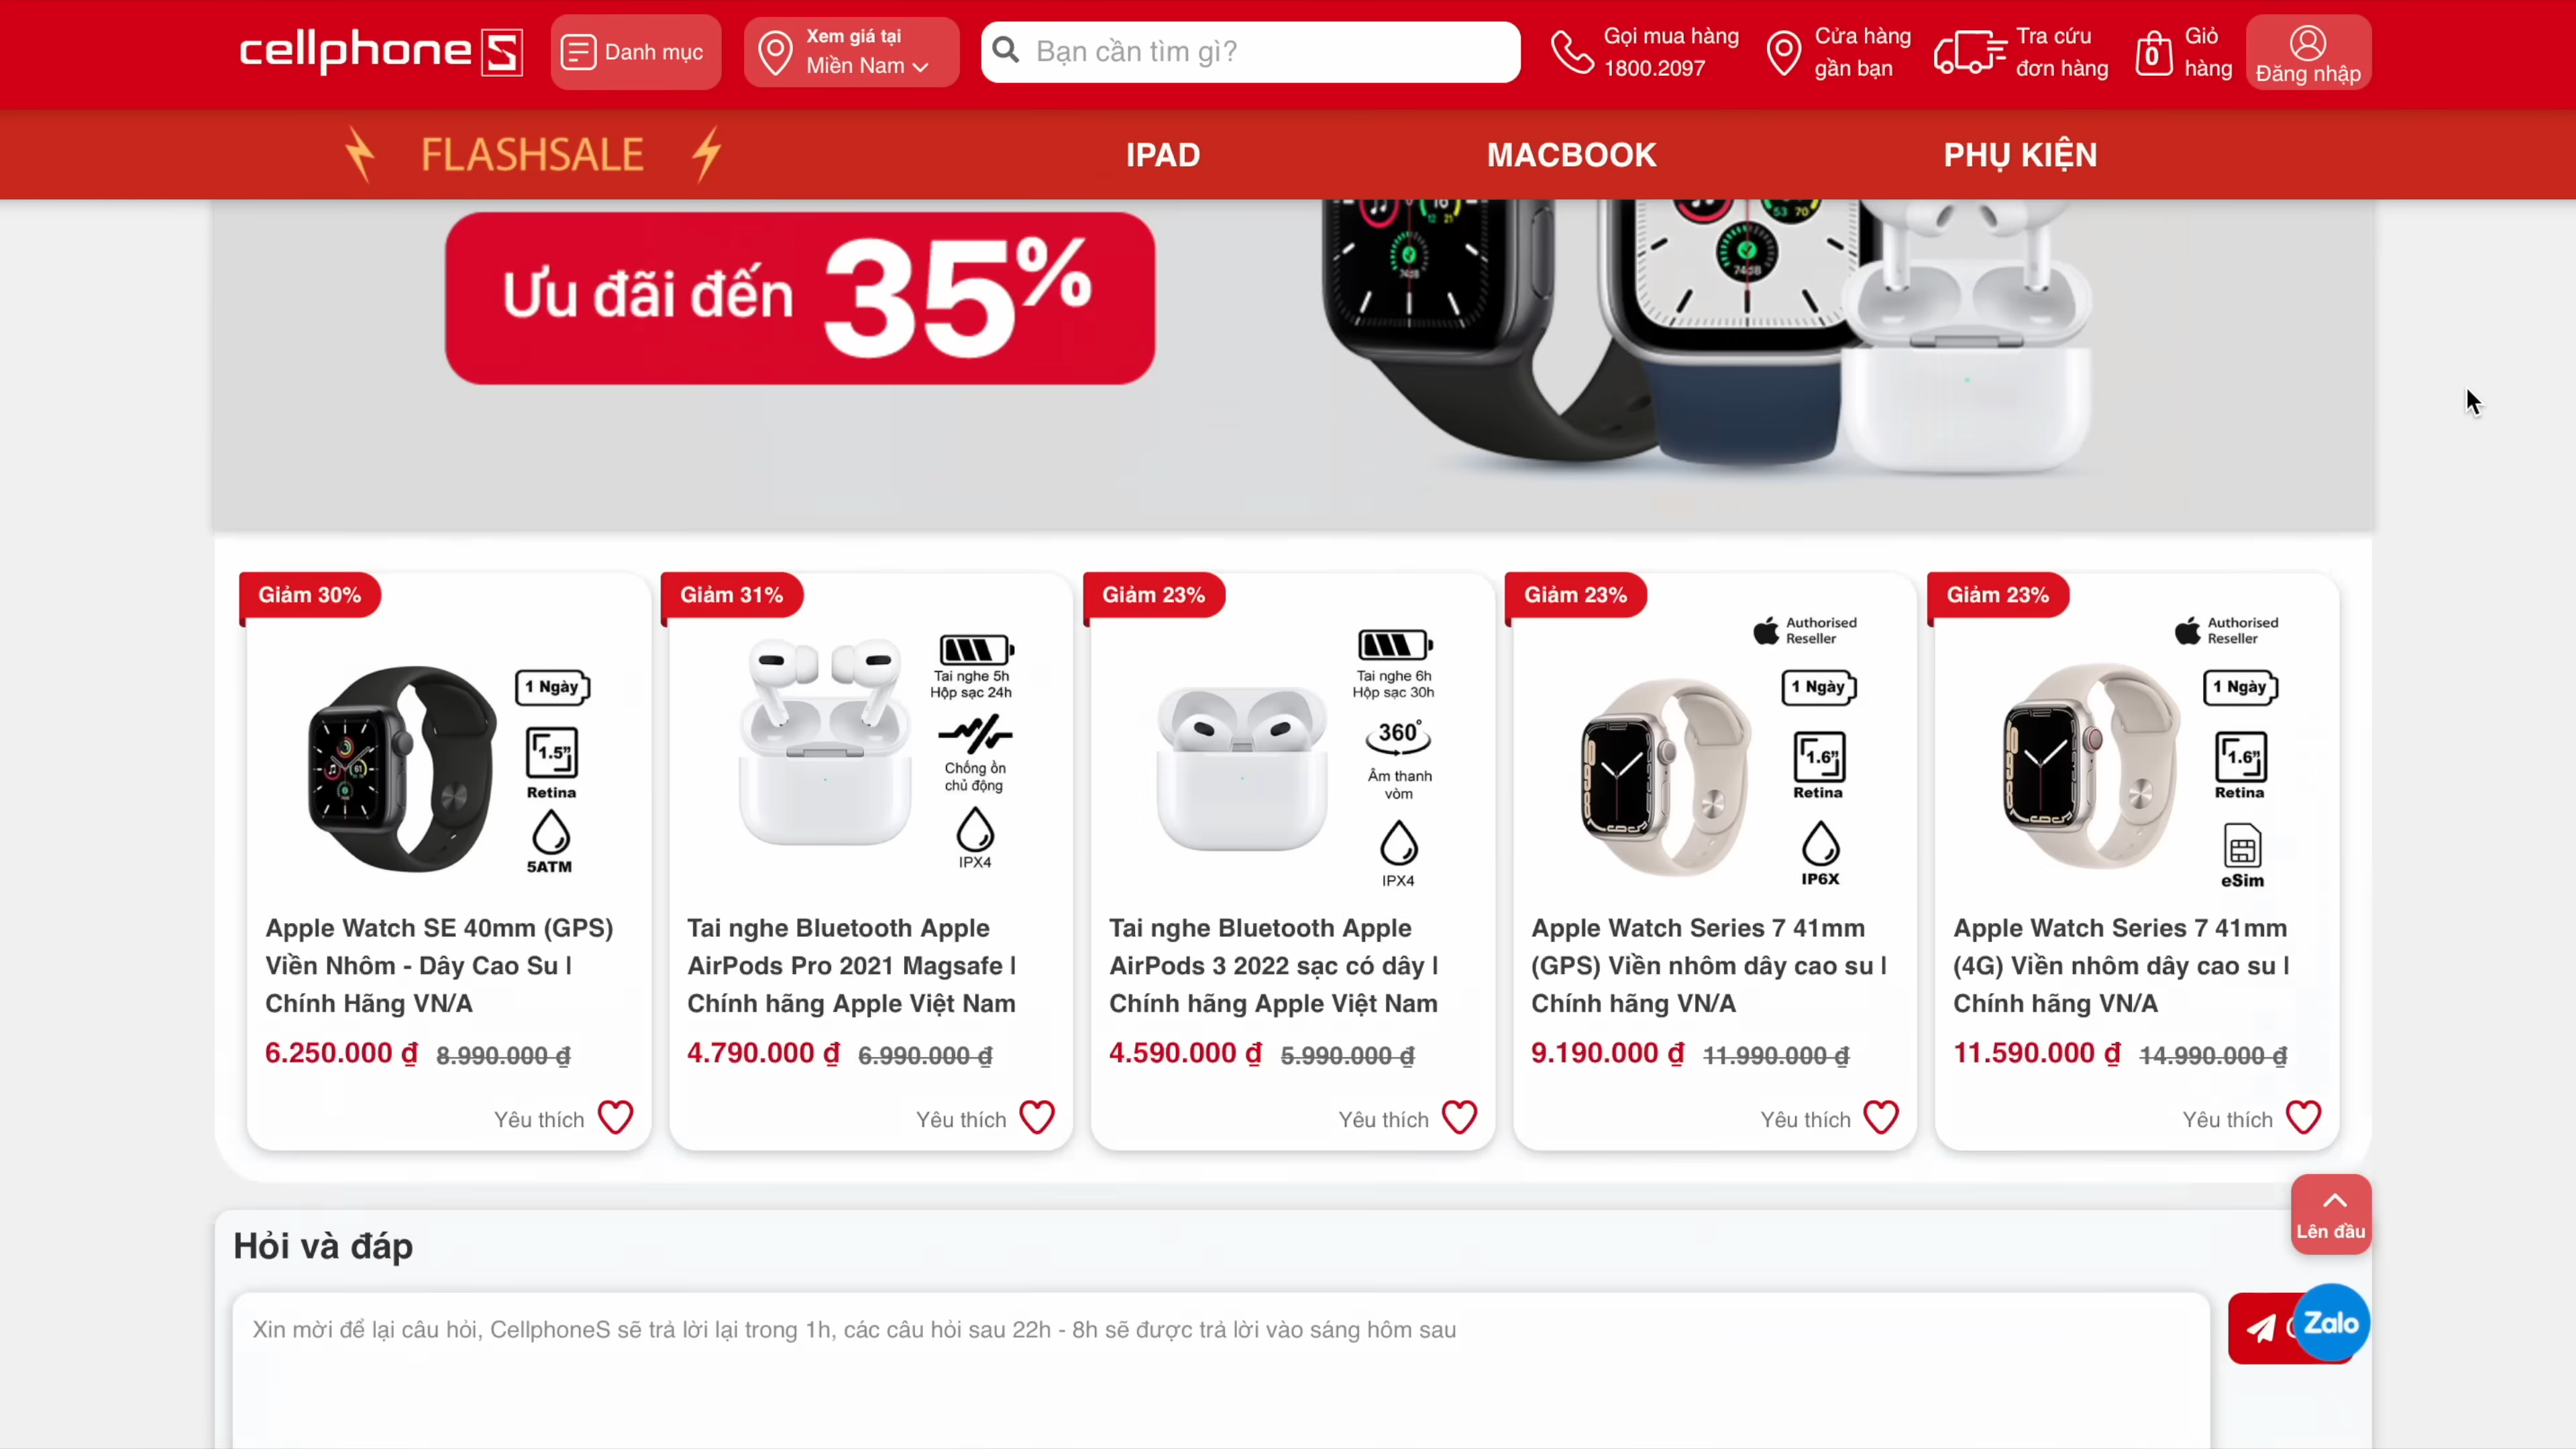 cellphoneS
Danh mục
Xem giá tại
Miền Nam
Bạn cần tìm gì?
Gọi mua hàng
1800.2097
Cửa hàng
gần bạn
Tra cứu
đơn hàng
0
Giỏ
hàng
Đăng nhập
FLASHSALE
IPAD
MACBOOK
PHỤ KIỆN
Ưu đãi đến 35%
Giảm 30%
1 Ngày
1.5”
Retina
5ATM
Apple Watch SE 40mm (GPS)
Viền Nhôm - Dây Cao Su I
Chính Hãng VN/A
6.250.000 ₫ 8.990.000 ₫
Yêu thích
Giảm 31%
Tai nghe 5h
Hộp sạc 24h
Chống ồn
chủ động
IPX4
Tai nghe Bluetooth Apple
AirPods Pro 2021 Magsafe I
Chính hãng Apple Việt Nam
4.790.000 ₫ 6.990.000 ₫
Yêu thích
Giảm 23%
Tai nghe 6h
Hộp sạc 30h
360°
Âm thanh
vòm
IPX4
Tai nghe Bluetooth Apple
AirPods 3 2022 sạc có dây I
Chính hãng Apple Việt Nam
4.590.000 ₫ 5.990.000 ₫
Yêu thích
Giảm 23%
Authorised
Reseller
1 Ngày
1.6”
Retina
IP6X
Apple Watch Series 7 41mm
(GPS) Viền nhôm dây cao su I
Chính hãng VN/A
9.190.000 ₫ 11.990.000 ₫
Yêu thích
Giảm 23%
Authorised
Reseller
1 Ngày
1.6”
Retina
eSim
Apple Watch Series 7 41mm
(4G) Viền nhôm dây cao su I
Chính hãng VN/A
11.590.000 ₫ 14.990.000 ₫
Yêu thích
Lên đầu
Hỏi và đáp
Xin mời để lại câu hỏi, CellphoneS sẽ trả lời lại trong 1h, các câu hỏi sau 22h - 8h sẽ được trả lời vào sáng hôm sau
Zalo